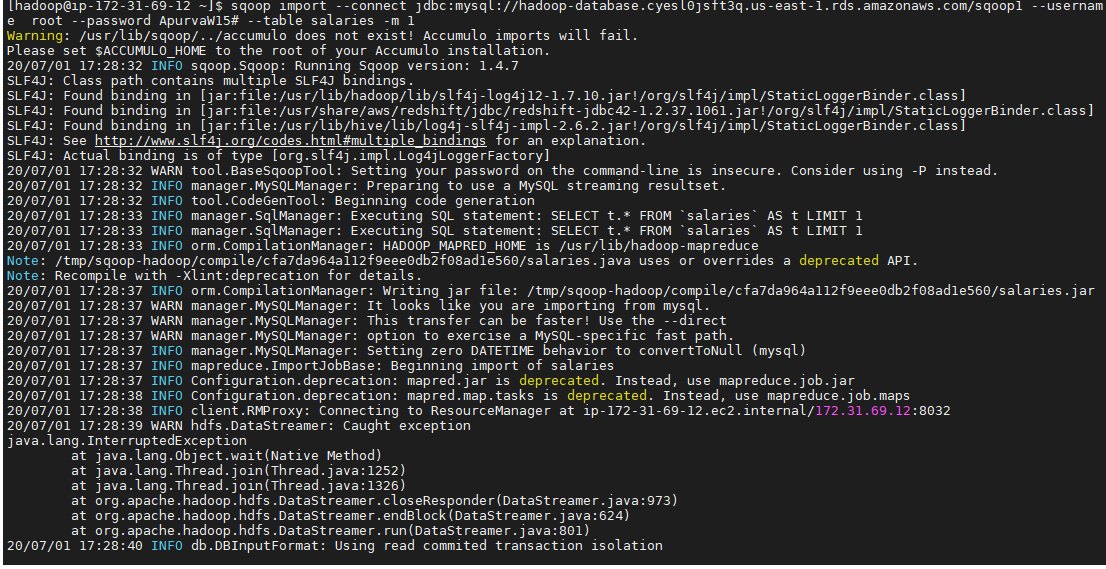 [hadoop@ip-172-31-69-12 ~]$ sqoop import --connect jdbc:mysql://hadoop-database.cyesl0jsft3q.us-east-1.rds.amazonaws.com/sqoop1 --usernam
e  root --password ApurvaW15# --table salaries -m 1
Warning: /usr/lib/sqoop/../accumulo does not exist! Accumulo imports will fail.
Please set $ACCUMULO_HOME to the root of your Accumulo installation.
20/07/01 17:28:32 INFO sqoop.Sqoop: Running Sqoop version: 1.4.7
SLF4J: Class path contains multiple SLF4J bindings.
SLF4J: Found binding in [jar:file:/usr/lib/hadoop/lib/slf4j-log4j12-1.7.10.jar!/org/slf4j/impl/StaticLoggerBinder.class]
SLF4J: Found binding in [jar:file:/usr/share/aws/redshift/jdbc/redshift-jdbc42-1.2.37.1061.jar!/org/slf4j/impl/StaticLoggerBinder.class]
SLF4J: Found binding in [jar:file:/usr/lib/hive/lib/log4j-slf4j-impl-2.6.2.jar!/org/slf4j/impl/StaticLoggerBinder.class]
SLF4J: See http://www.slf4j.org/codes.html#multiple_bindings for an explanation.
SLF4J: Actual binding is of type [org.slf4j.impl.Log4jLoggerFactory]
20/07/01 17:28:32 WARN tool.BaseSqoopTool: Setting your password on the command-line is insecure. Consider using -P instead.
20/07/01 17:28:32 INFO manager.MySQLManager: Preparing to use a MySQL streaming resultset.
20/07/01 17:28:32 INFO tool.CodeGenTool: Beginning code generation
20/07/01 17:28:33 INFO manager.SqlManager: Executing SQL statement: SELECT t.* FROM `salaries` AS t LIMIT 1
20/07/01 17:28:33 INFO manager.SqlManager: Executing SQL statement: SELECT t.* FROM `salaries` AS t LIMIT 1
20/07/01 17:28:33 INFO orm.CompilationManager: HADOOP_MAPRED_HOME is /usr/lib/hadoop-mapreduce
Note: /tmp/sqoop-hadoop/compile/cfa7da964a112f9eee0db2f08ad1e560/salaries.java uses or overrides a deprecated API.
Note: Recompile with -Xlint:deprecation for details.
20/07/01 17:28:37 INFO orm.CompilationManager: Writing jar file: /tmp/sqoop-hadoop/compile/cfa7da964a112f9eee0db2f08ad1e560/salaries.jar
20/07/01 17:28:37 WARN manager.MySQLManager: It looks like you are importing from mysql.
20/07/01 17:28:37 WARN manager.MySQLManager: This transfer can be faster! Use the --direct
20/07/01 17:28:37 WARN manager.MySQLManager: option to exercise a MySQL-specific fast path.
20/07/01 17:28:37 INFO manager.MySQLManager: Setting zero DATETIME behavior to convertToNull (mysql)
20/07/01 17:28:37 INFO mapreduce.ImportJobBase: Beginning import of salaries
20/07/01 17:28:37 INFO Configuration.deprecation: mapred.jar is deprecated. Instead, use mapreduce.job.jar
20/07/01 17:28:38 INFO Configuration.deprecation: mapred.map.tasks is deprecated. Instead, use mapreduce.job.maps
20/07/01 17:28:38 INFO client.RMProxy: Connecting to ResourceManager at ip-172-31-69-12.ec2.internal/172.31.69.12:8032
20/07/01 17:28:39 WARN hdfs.DataStreamer: Caught exception
java.lang.InterruptedException
        at java.lang.Object.wait(Native Method)
        at java.lang.Thread.join(Thread.java:1252)
        at java.lang.Thread.join(Thread.java:1326)
        at org.apache.hadoop.hdfs.DataStreamer.closeResponder(DataStreamer.java:973)
        at org.apache.hadoop.hdfs.DataStreamer.endBlock(DataStreamer.java:624)
        at org.apache.hadoop.hdfs.DataStreamer.run(DataStreamer.java:801)
20/07/01 17:28:40 INFO db.DBInputFormat: Using read commited transaction isolation